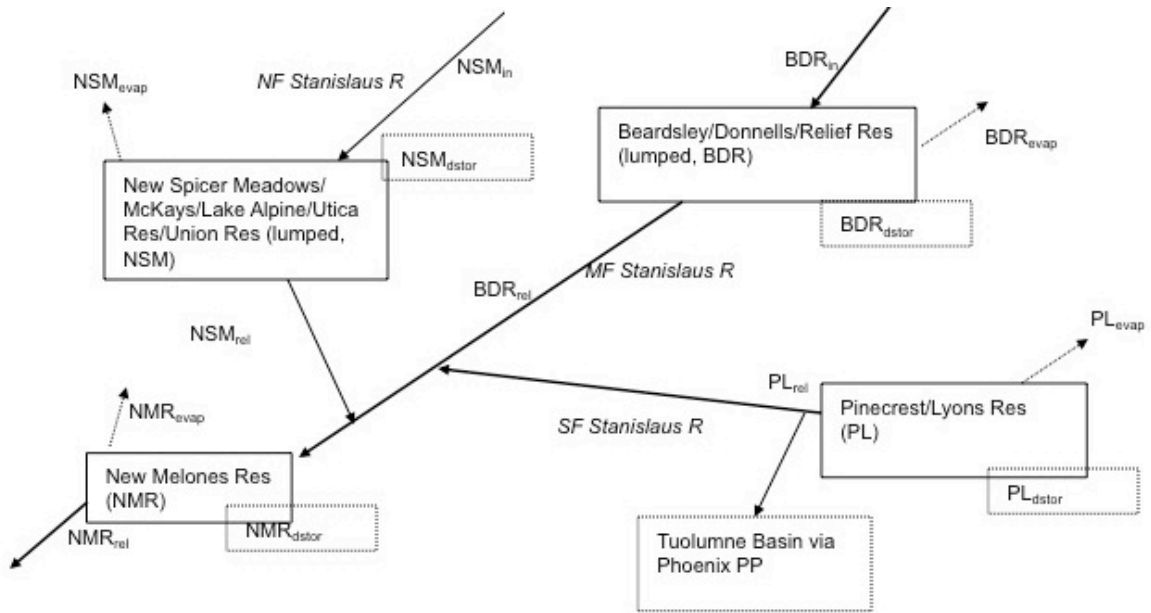 NSM_in
BDR_in
NSM_evap
NF Stanislaus R
Beardsley/Donnells/Relief Res
(lumped, BDR)
BDR_evap
NSM_dstor
New Spicer Meadows/
McKays/Lake Alpine/Utica
Res/Union Res (lumped,
NSM)
BDR_dstor
MF Stanislaus R
BDR_rel
NSM_rel
PL_evap
PL_rel
NMR_evap
Pinecrest/Lyons Res
(PL)
SF Stanislaus R
New Melones Res
(NMR)
PL_dstor
NMR_rel
NMR_dstor
Tuolumne Basin via
Phoenix PP